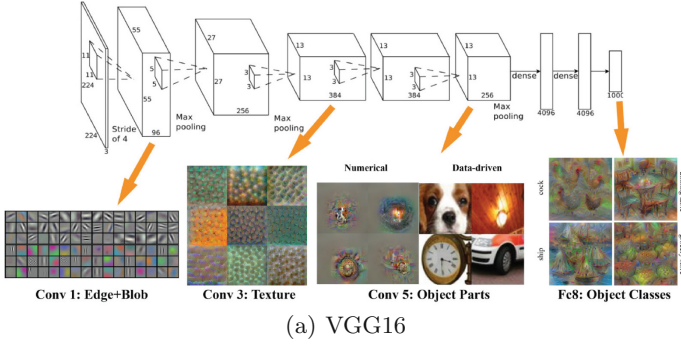 55
27
13
13
13
11
11
5
5
3
3
3
3
3
3
dense
dense
224
55
27
13
13
13
384
384
256
1000
224
Stride
of 4
96
Max
pooling
256
Max
pooling
Max
pooling
4096
4096
3
Numerical
Data-driven
cock
ship
Conv 1: Edge+Blob
Conv 3: Texture
Conv 5: Object Parts
Fc8: Object Classes
(a) VGG16